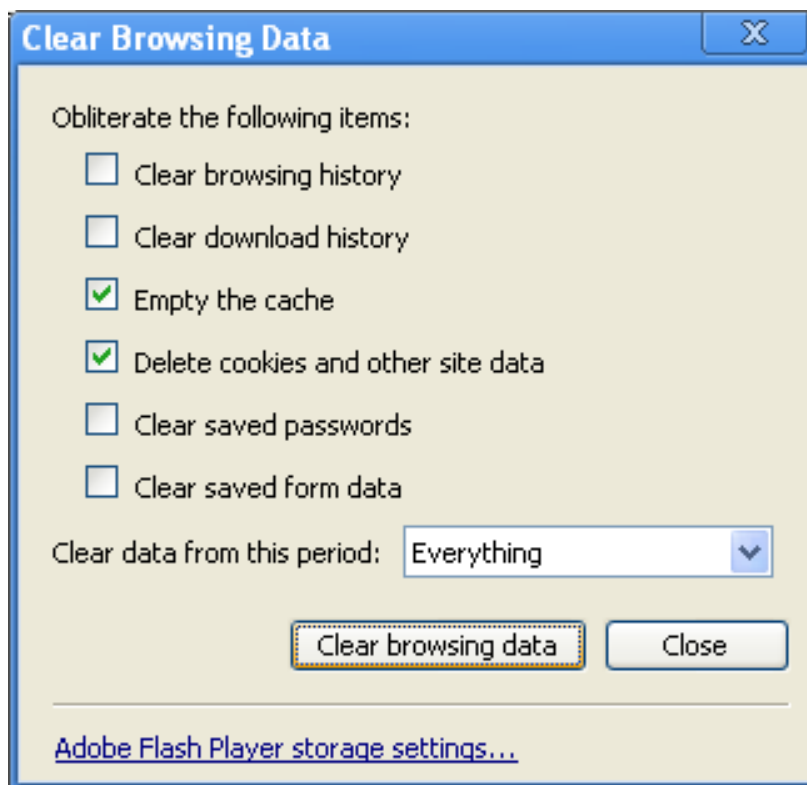 Clear Browsing Data
Obliterate the following items:
Clear browsing history
Clear download history
Empty the cache
Delete cookies and other site data
Clear saved passwords
Clear saved form data
Clear data from this period: Everything
Clear browsing data Close
Adobe Flash Player storage settings...